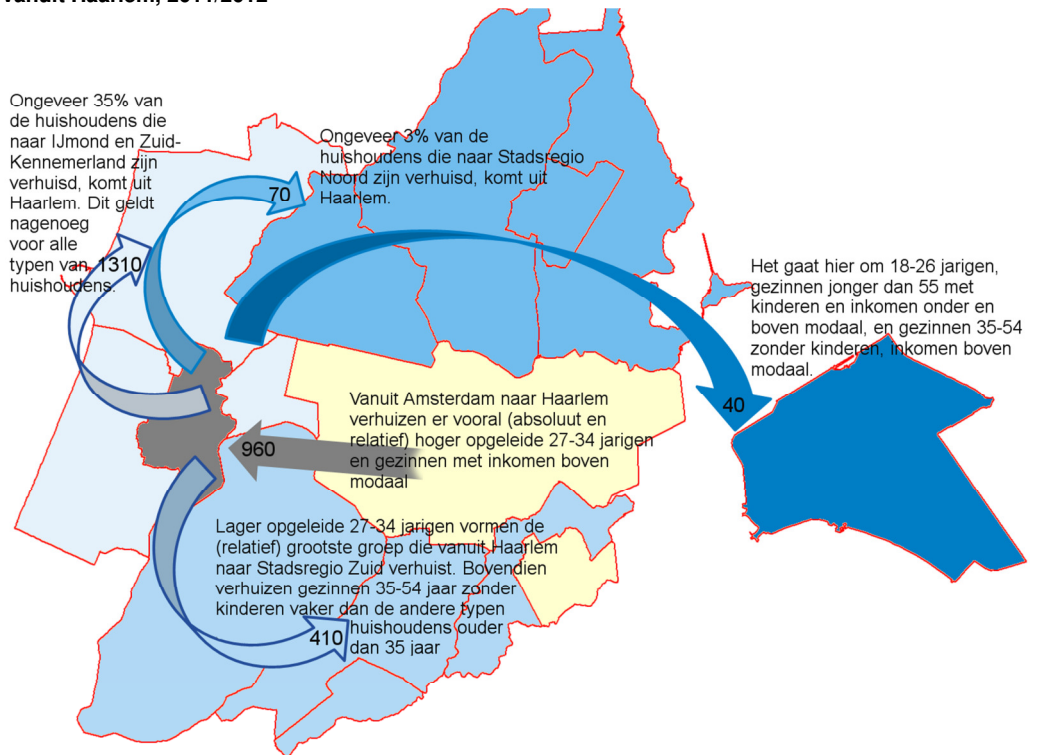 vanuit Haarlem, 2011/2012
Ongeveer 35% van
de huishoudens die
naar IJmond en Zuid-
Kennemerland zijn
verhuisd, komt uit
Haarlem. Dit geldt
nagenoeg
voor alle
typen van
huishoudens.
1310
70
Ongeveer 3% van de
huishoudens die naar Stadsregio
Noord zijn verhuisd, komt uit
Haarlem.
Het gaat hier om 18-26 jarigen,
gezinnen jonger dan 55 met
kinderen en inkomen onder en
boven modaal, en gezinnen 35-54
zonder kinderen, inkomen boven
modaal.
40
Vanuit Amsterdam naar Haarlem
verhuizen er vooral (absoluut en
relatief) hoger opgeleide 27-34 jarigen
en gezinnen met inkomen boven
modaal
960
Lager opgeleide 27-34 jarigen vormen de
(relatief) grootste groep die vanuit Haarlem
naar Stadsregio Zuid verhuist. Bovendien
verhuizen gezinnen 35-54 jaar zonder
kinderen vaker dan de andere typen
huishoudens ouder
dan 35 jaar
410